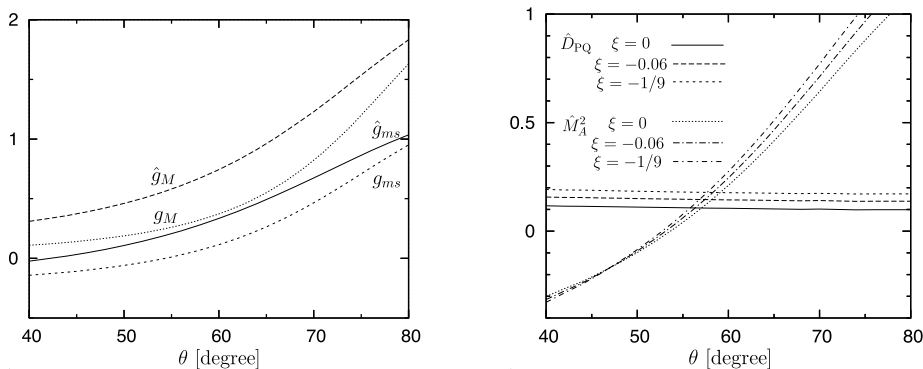 2
1
0
40 50 60 70 80
θ [degree]
ĝ_M
g_M
ĝ_ms
g_ms
1
0.5
0
40 50 60 70 80
θ [degree]
D̂_PQ ξ = 0
ξ = −0.06
ξ = −1/9
M̂_A^2 ξ = 0
ξ = −0.06
ξ = −1/9